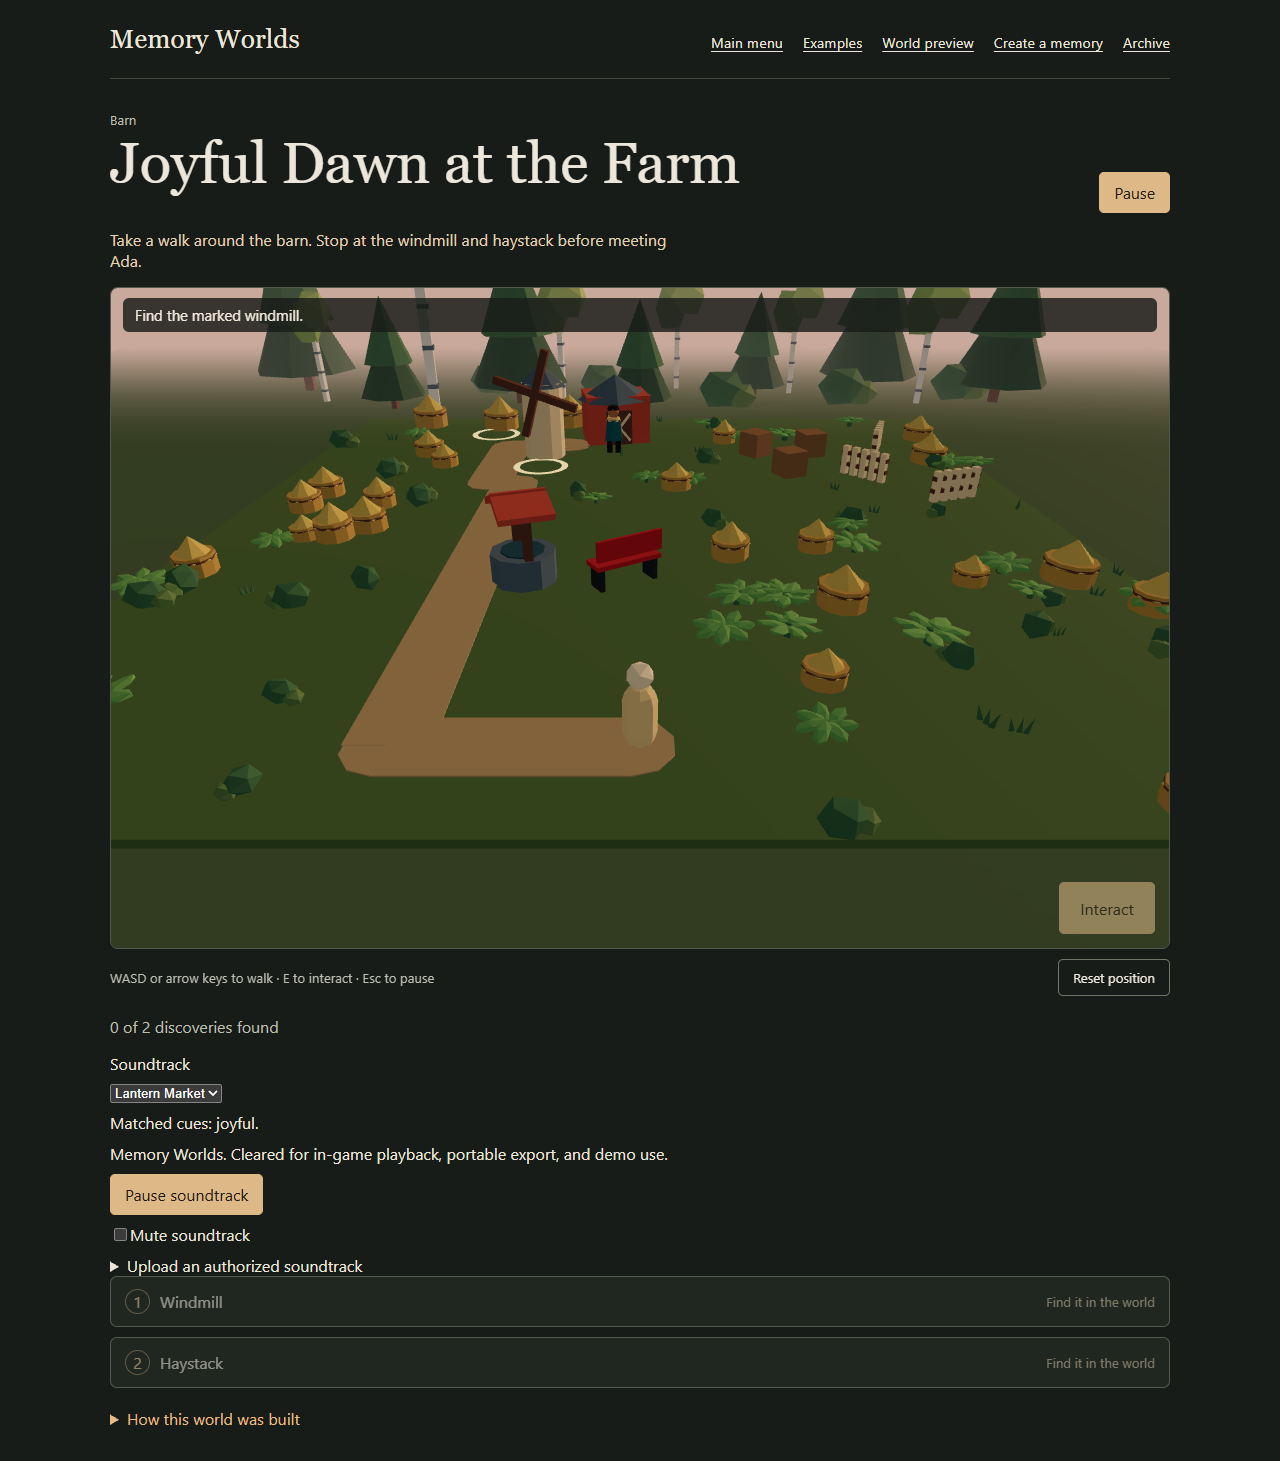 Memory Worlds
Main menu Examples World preview Create a memory Archive
Barn
Joyful Dawn at the Farm
Pause
Take a walk around the barn. Stop at the windmill and haystack before meeting
Ada.
Find the marked windmill.
Interact
WASD or arrow keys to walk · E to interact · Esc to pause
Reset position
0 of 2 discoveries found
Soundtrack
Lantern Market
Matched cues: joyful.
Memory Worlds. Cleared for in-game playback, portable export, and demo use.
Pause soundtrack
Mute soundtrack
Upload an authorized soundtrack
1 Windmill Find it in the world
2 Haystack Find it in the world
How this world was built